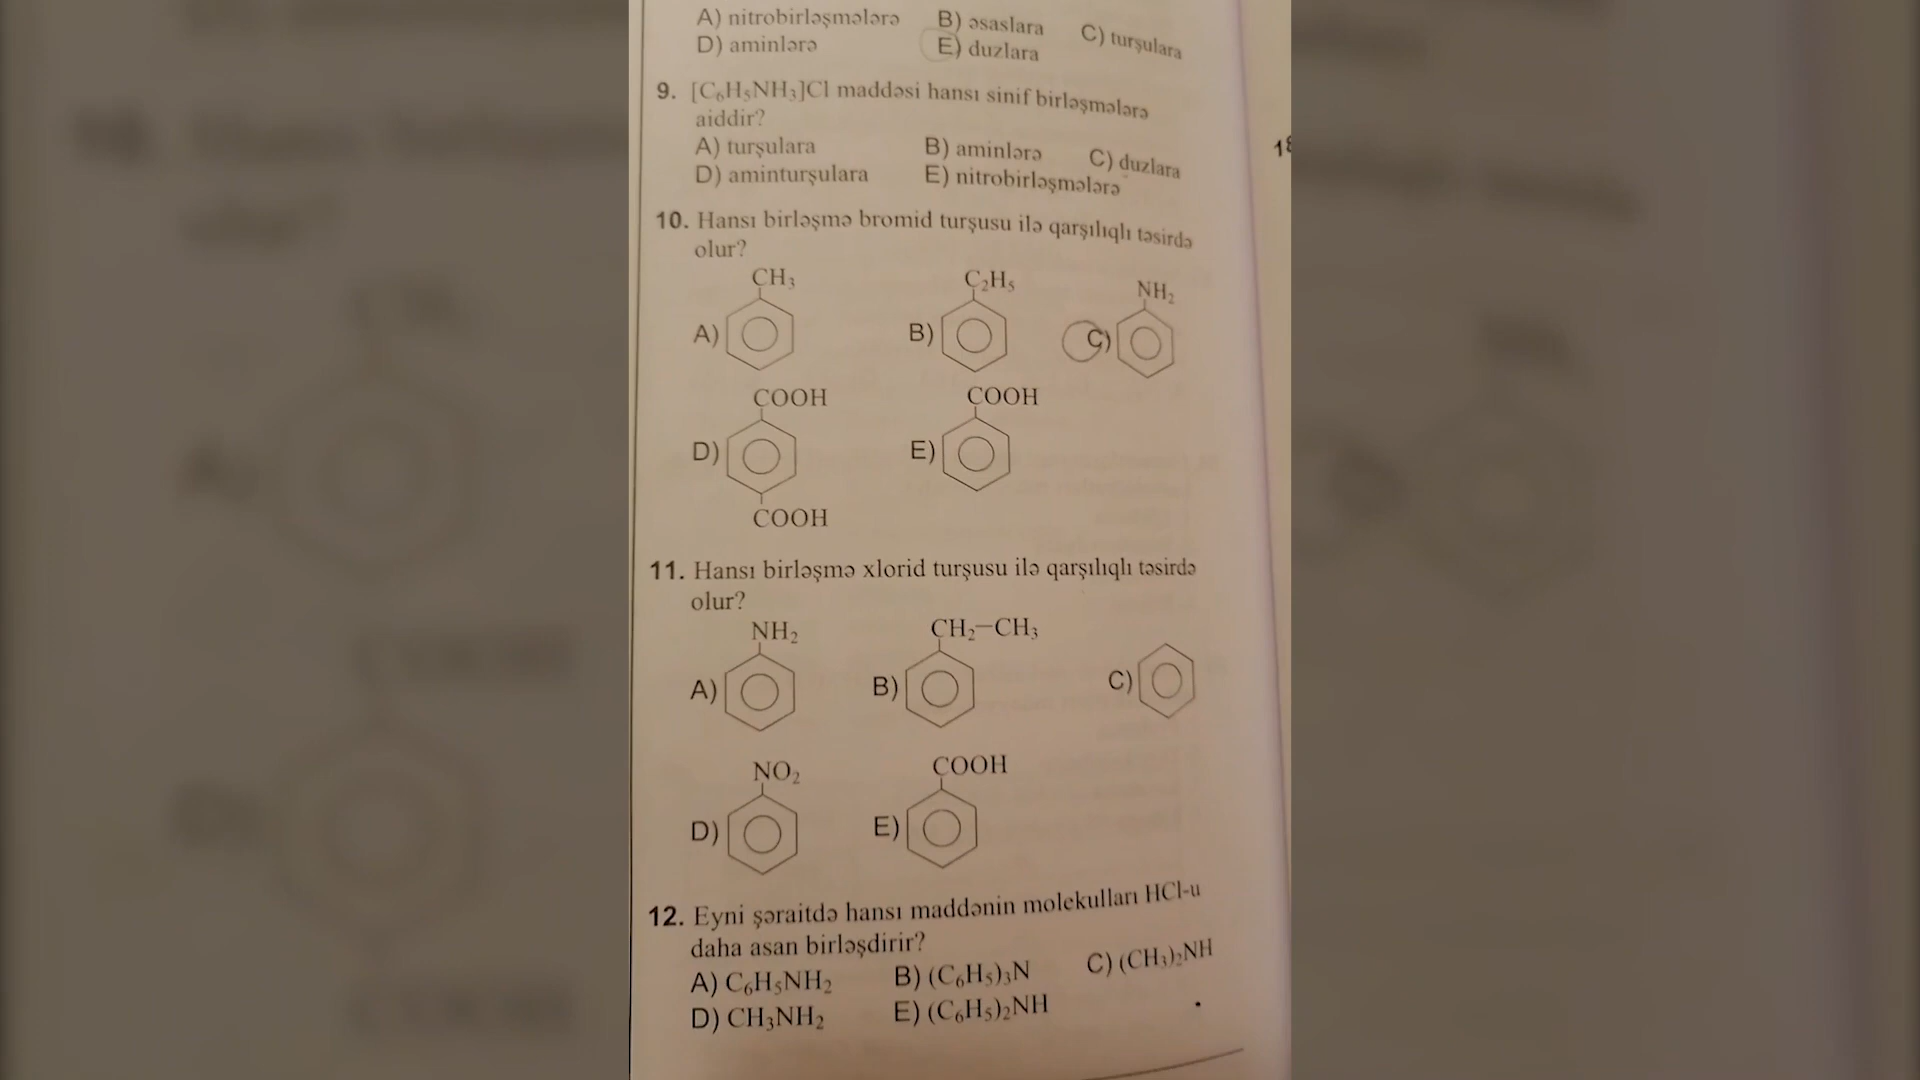 A) nitrobirləşmələrə B) əsaslara C) turşulara
D) aminlərə E) duzlara
9. [C₆H₅NH₃]Cl maddəsi hansı sinif birləşmələrə
aiddir?
A) turşulara B) aminlərə C) duzlara
D) aminturşulara E) nitrobirləşmələrə
10. Hansı birləşmə bromid turşusu ilə qarşılıqlı təsirdə
olur?
CH₃ C₂H₅ NH₂
A) B) C)
COOH COOH
D) E)
COOH
11. Hansı birləşmə xlorid turşusu ilə qarşılıqlı təsirdə
olur?
NH₂ CH₂—CH₃
A) B) C)
NO₂ COOH
D) E)
12. Eyni şəraitdə hansı maddənin molekulları HCl-u
daha asan birləşdirir?
A) C₆H₅NH₂ B) (C₆H₅)₃N C) (CH₃)₂NH
D) CH₃NH₂ E) (C₆H₅)₂NH